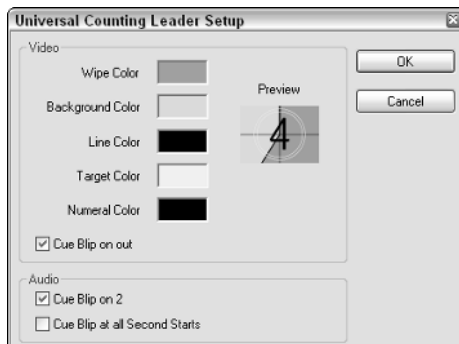 Universal Counting Leader Setup
Video
Wipe Color
Background Color
Line Color
Target Color
Numeral Color
Cue Blip on out
Preview
4
OK
Cancel
Audio
Cue Blip on 2
Cue Blip at all Second Starts